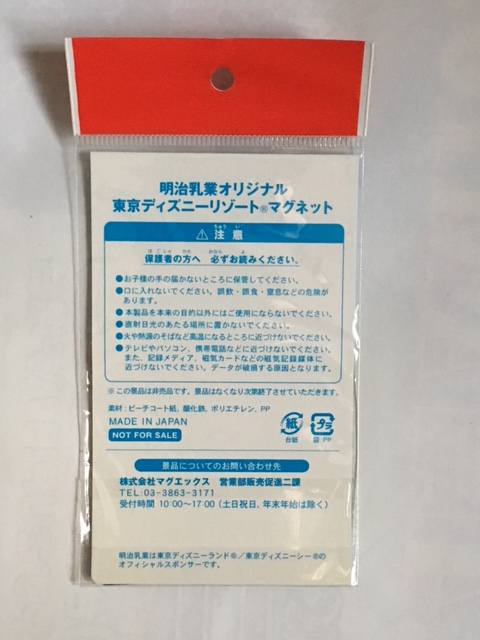 明治乳業オリジナル
東京ディズニーリゾート®マグネット
⚠注意
ちゅうい
保護者の方へ 必ずお読みください。
ほごしゃ かた かなら よ
●お子様の手の届かないところに保管してください。
●口に入れないでください。誤飲・誤食・窒息などの危険が
あります。
●本製品を本来の目的以外にはご使用にならないでください。
●直射日光のあたる場所に置かないでください。
●火や熱源のそばなど高温になるところに近づけないでください。
●テレビやパソコン、携帯電話などに近づけないでください。
また、記録メディア、磁気カードなどの磁気記録媒体に
近づけないでください。データが破損する原因となります。
※この景品は非売品です。景品はなくなり次第終了させていただきます。
素材:ピーチコート紙、酸化鉄、ポリエチレン、PP
MADE IN JAPAN
NOT FOR SALE
紙
台紙
プラ
袋 PP
景品についてのお問い合わせ先
株式会社マグエックス 営業部販売促進二課
TEL:03-3863-3171
受付時間 10:00〜17:00(土日祝日、年末年始は除く)
明治乳業は東京ディズニーランド®/東京ディズニーシー®の
オフィシャルスポンサーです。